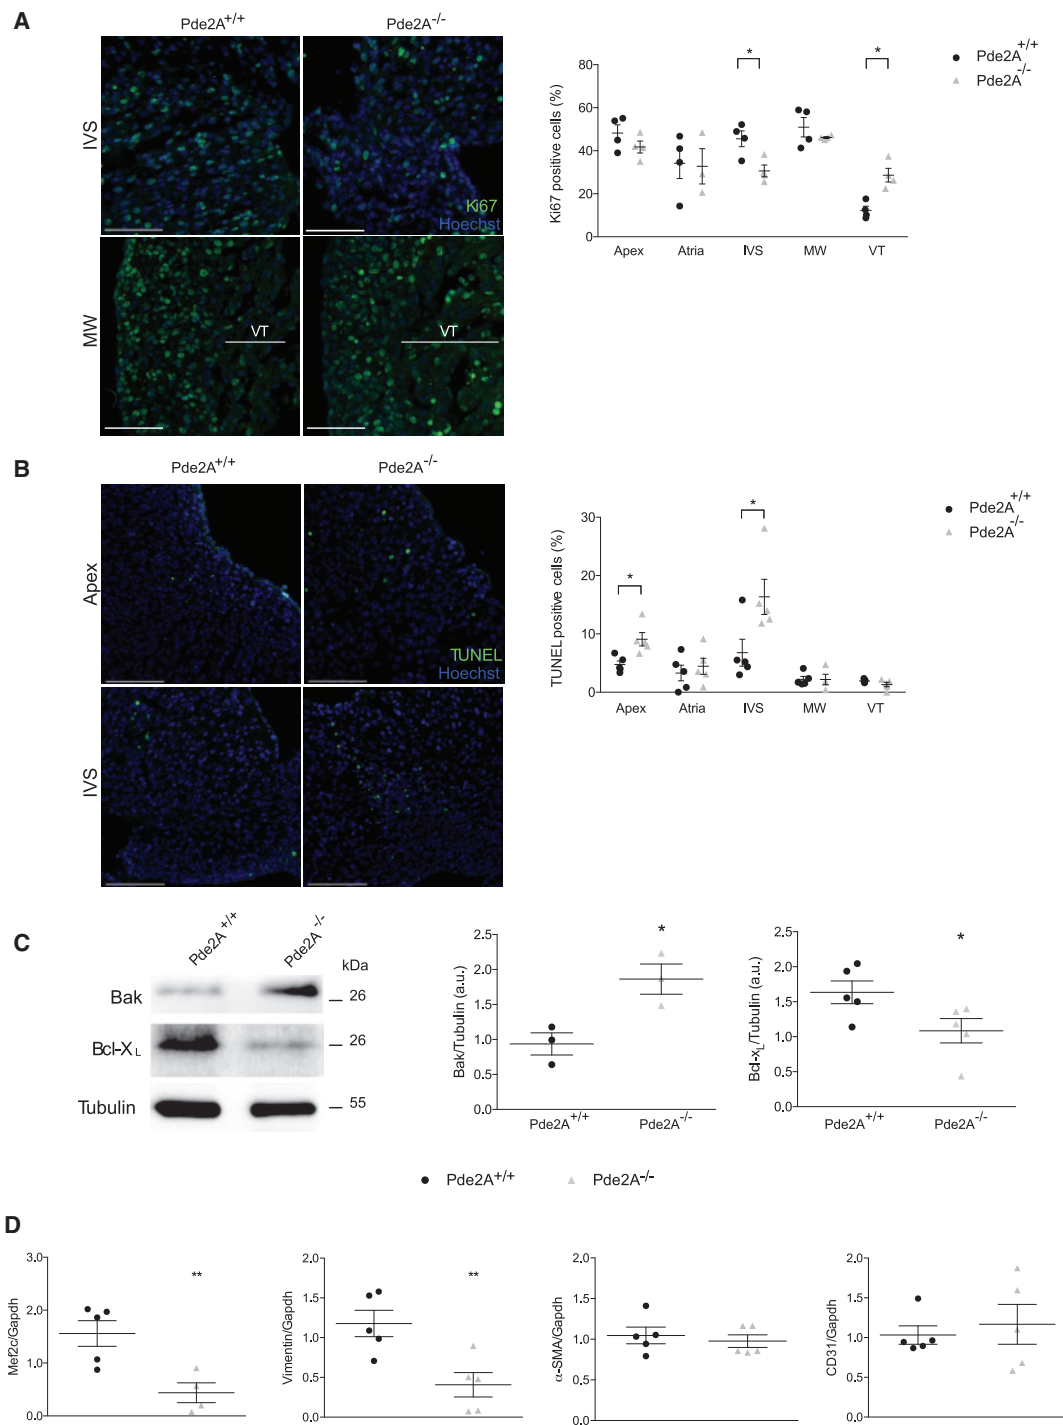 A
Pde2A+/+
Pde2A-/-
IVS
Ki67
Hoechst
MW
VT
VT
Ki67 positive cells (%)
80
60
40
20
0
Apex
Atria
IVS
MW
VT
*
*
Pde2A+/+
Pde2A-/-
B
Pde2A+/+
Pde2A-/-
Apex
TUNEL
Hoechst
IVS
TUNEL positive cells (%)
30
20
10
0
Apex
Atria
IVS
MW
VT
*
*
Pde2A+/+
Pde2A-/-
C
Pde2A+/+
Pde2A-/-
kDa
Bak
26
Bcl-XL
26
Tubulin
55
Bak/Tubulin (a.u.)
2.5
2.0
1.5
1.0
0.5
0.0
*
Pde2A+/+
Pde2A-/-
Bcl-xL/Tubulin (a.u.)
2.5
2.0
1.5
1.0
0.5
0.0
*
Pde2A+/+
Pde2A-/-
Pde2A+/+
Pde2A-/-
D
Mef2c/Gapdh
3.0
2.0
1.0
0.0
**
Vimentin/Gapdh
2.0
1.5
1.0
0.5
0.0
**
α-SMA/Gapdh
2.0
1.5
1.0
0.5
0.0
CD31/Gapdh
2.0
1.5
1.0
0.5
0.0